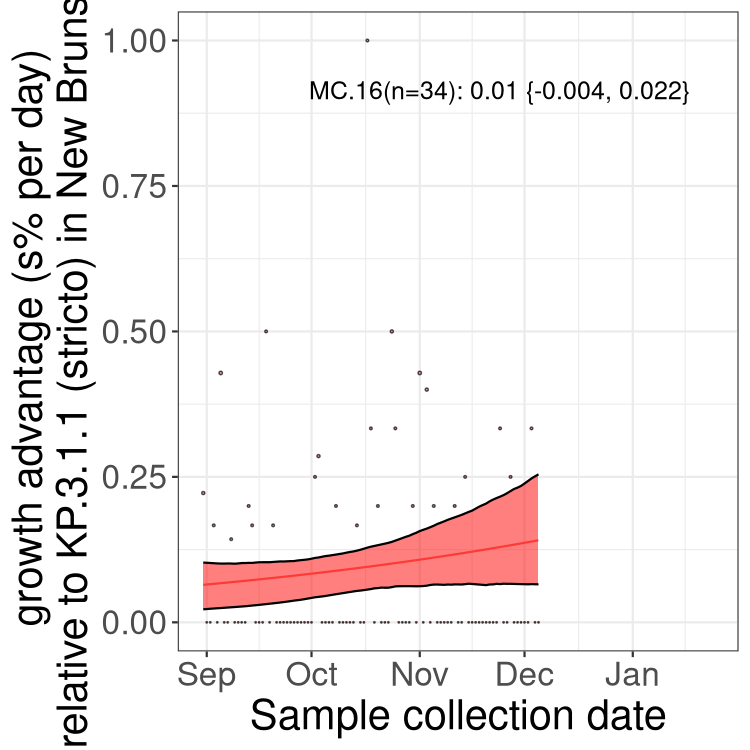 growth advantage (s% per day)
relative to KP.3.1.1 (stricto) in New Bruns
1.00
0.75
0.50
0.25
0.00
MC.16(n=34): 0.01 {-0.004, 0.022}
Sep Oct Nov Dec Jan
Sample collection date